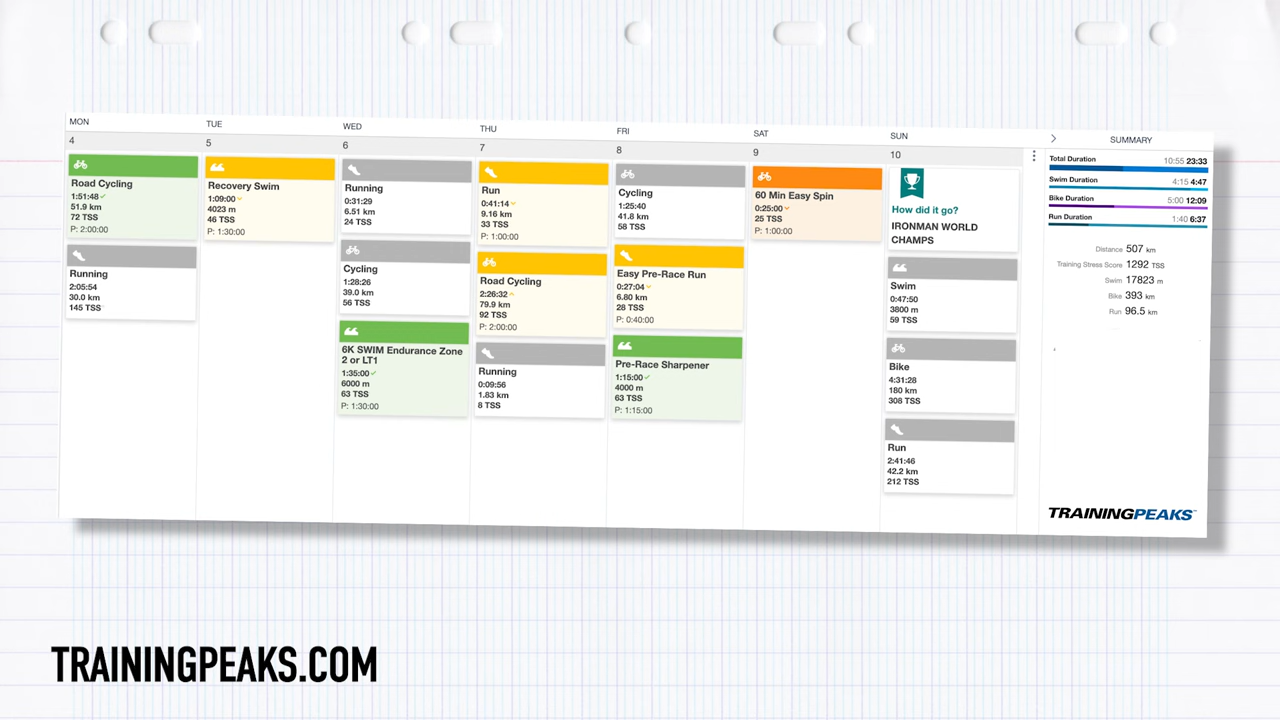 MON
TUE
WED
THU
FRI
SAT
SUN
SUMMARY
4
5
6
7
8
9
10
Road Cycling
1:51:48
51.9 km
72 TSS
P: 2:00:00
Running
2:05:54
30.0 km
145 TSS
Recovery Swim
1:09:00
4023 m
46 TSS
P: 1:30:00
Running
0:31:29
6.51 km
24 TSS
Cycling
1:28:26
39.0 km
56 TSS
6K SWIM Endurance Zone
2 or LT1
1:35:00
6000 m
63 TSS
P: 1:30:00
Run
0:41:14
9.16 km
33 TSS
P: 1:00:00
Road Cycling
2:26:32
79.9 km
92 TSS
P: 2:00:00
Running
0:09:56
1.83 km
8 TSS
Cycling
1:25:40
41.8 km
58 TSS
Easy Pre-Race Run
0:27:04
6.80 km
28 TSS
P: 0:40:00
Pre-Race Sharpener
1:15:00
4000 m
63 TSS
P: 1:15:00
60 Min Easy Spin
0:25:00
25 TSS
P: 1:00:00
How did it go?
IRONMAN WORLD
CHAMPS
Swim
0:47:50
3800 m
59 TSS
Bike
4:31:28
180 km
308 TSS
Run
2:41:46
42.2 km
212 TSS
Total Duration 10:55 23:33
Swim Duration 4:15 4:47
Bike Duration 5:00 12:09
Run Duration 1:40 6:37
Distance 507 km
Training Stress Score 1292 TSS
Swim 17823 m
Bike 393 km
Run 96.5 km
TRAININGPEAKS
TRAININGPEAKS.COM